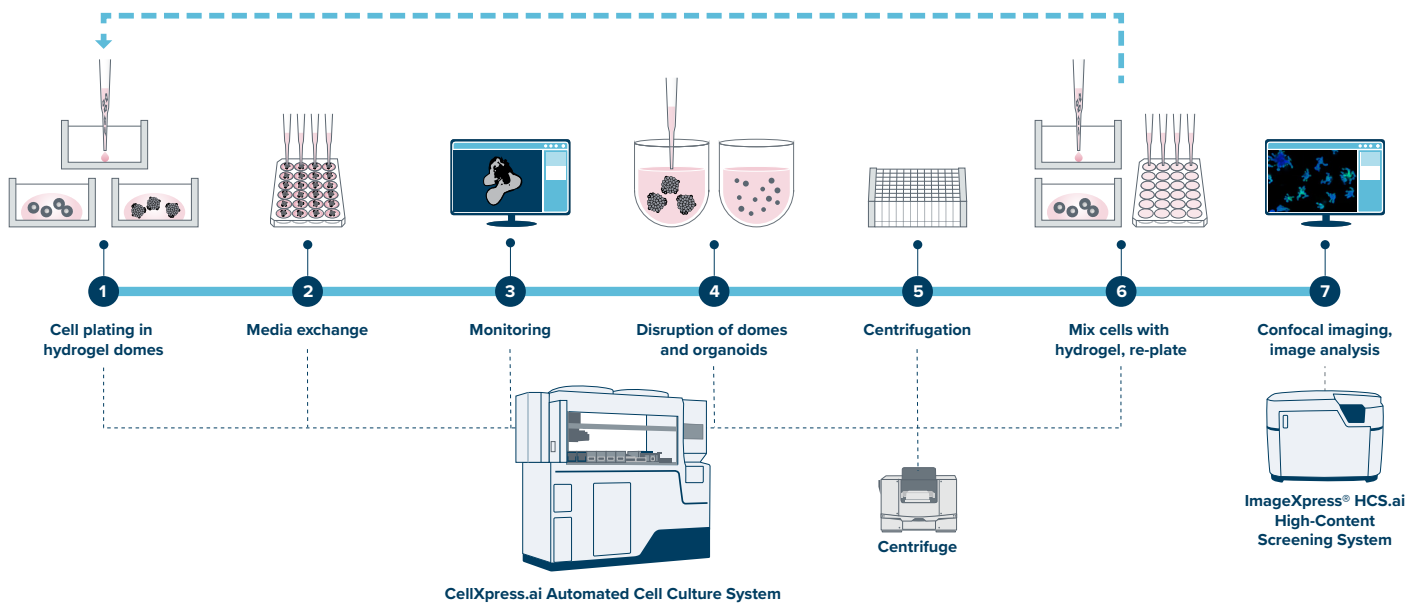 1
2
3
4
5
6
7
Cell plating in
hydrogel domes
Media exchange
Monitoring
Disruption of domes
and organoids
Centrifugation
Mix cells with
hydrogel, re-plate
Confocal imaging,
image analysis
CellXpress.ai Automated Cell Culture System
Centrifuge
ImageXpress® HCS.ai
High-Content
Screening System